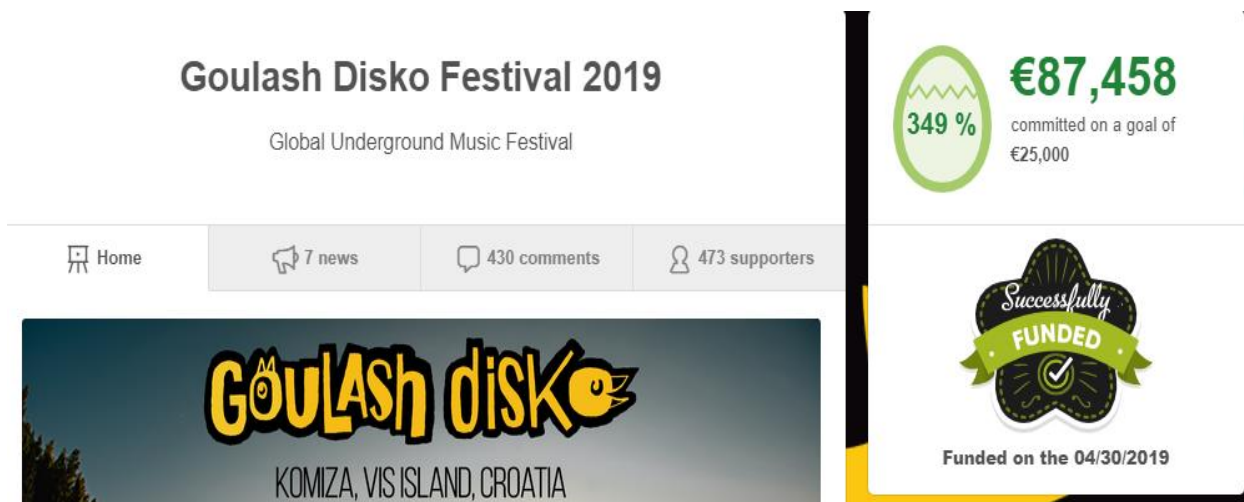 Goulash Disko Festival 2019
Global Underground Music Festival
Home
7 news
430 comments
473 supporters
GOULASH DISKO
KOMIZA, VIS ISLAND, CROATIA
349 %
€87,458
committed on a goal of
€25,000
Successfully
FUNDED
Funded on the 04/30/2019